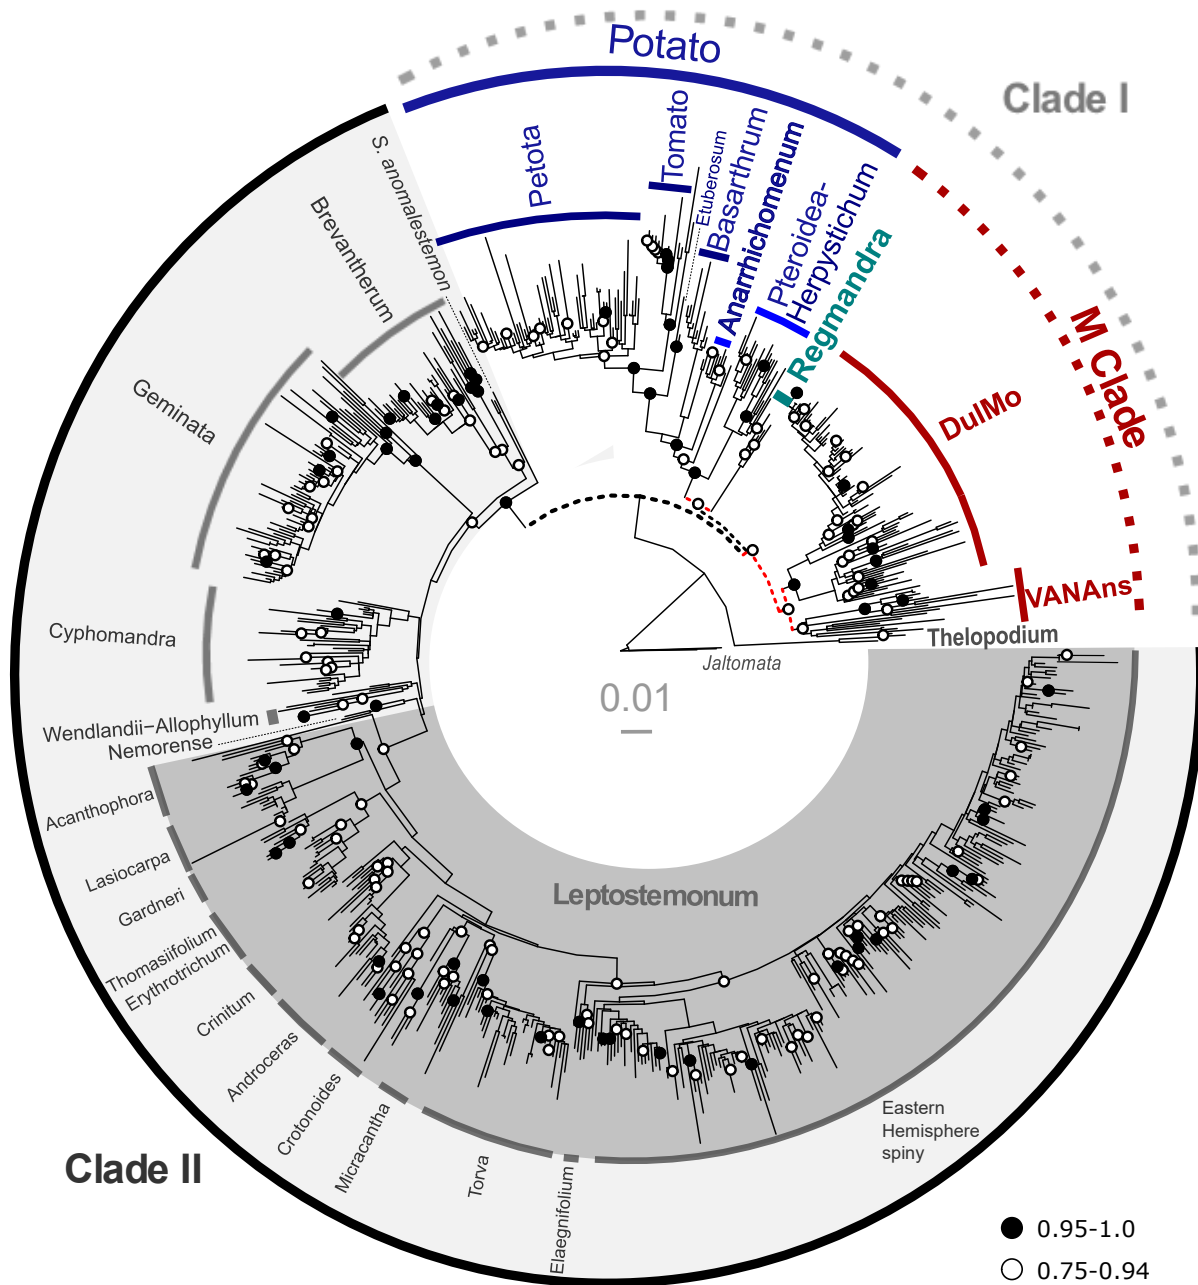 Potato
Clade I
Petota
Tomato
Etuberosum
Basarthrum
Anarrhichomenum
Pteroidea-
Herpystichum
Regmandra
M Clade
DulMo
VANAns
Thelopodium
Jaltomata
0.01
S. anomalestemon
Brevantherum
Geminata
Cyphomandra
Wendlandii–Allophyllum
Nemorense
Acanthophora
Lasiocarpa
Gardneri
Thomasiifolium
Erythrotrichum
Crinitum
Androceras
Crotonoides
Micracantha
Torva
Elaegnifolium
Eastern
Hemisphere
spiny
Leptostemonum
Clade II
0.95-1.0
0.75-0.94